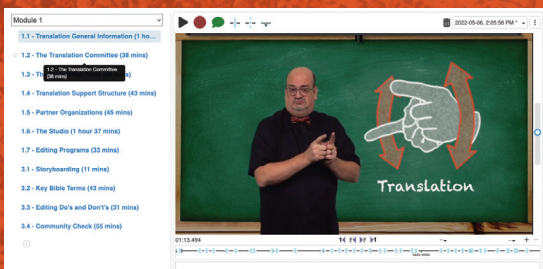 Module 1
1.1 - Translation General Information (1 ho...
1.2 - The Translation Committee (38 mins)
1.2 - The Translation Committee
(38 mins)
1.4 - Translation Support Structure (43 mins)
1.5 - Partner Organizations (45 mins)
1.6 - The Studio (1 hour 37 mins)
1.7 - Editing Programs (33 mins)
3.1 - Storyboarding (11 mins)
3.2 - Key Bible Terms (43 mins)
3.3 - Editing Do's and Don't's (31 mins)
3.4 - Community Check (55 mins)
2022-05-06, 2:05:58 PM *
Translation
01:13.494